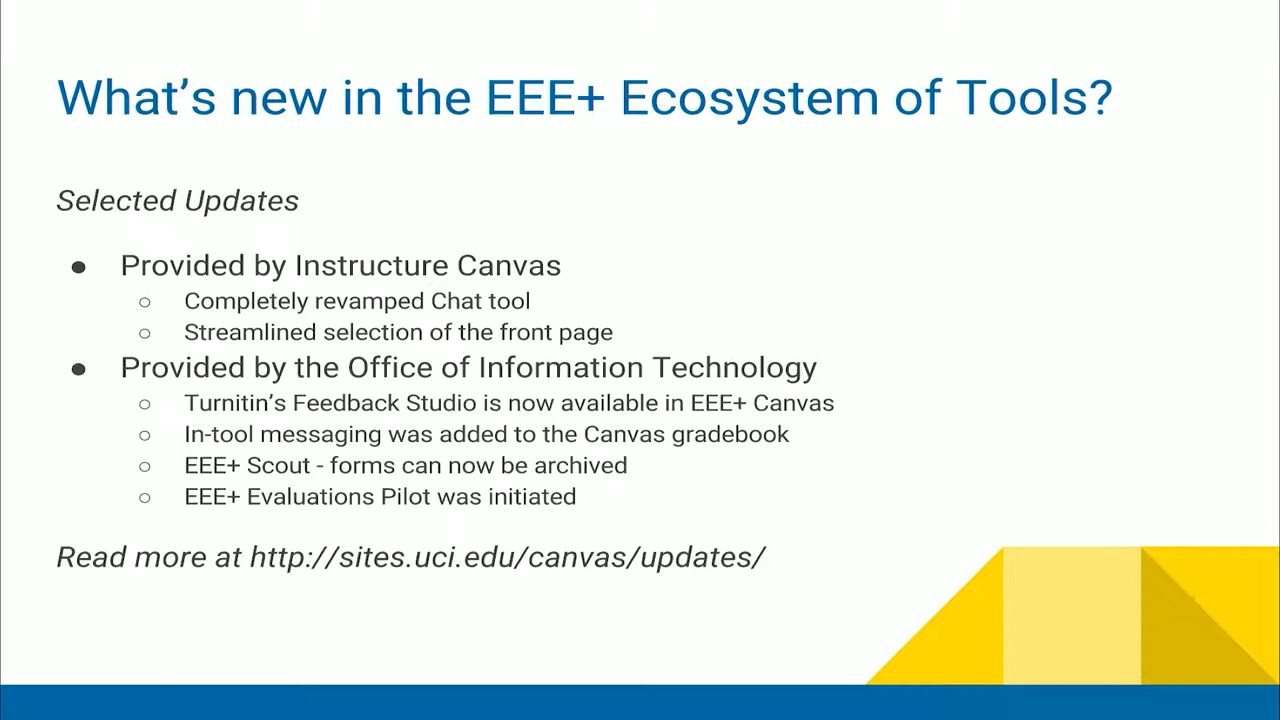 What’s new in the EEE+ Ecosystem of Tools?
Selected Updates
● Provided by Instructure Canvas
○ Completely revamped Chat tool
○ Streamlined selection of the front page
● Provided by the Office of Information Technology
○ Turnitin’s Feedback Studio is now available in EEE+ Canvas
○ In-tool messaging was added to the Canvas gradebook
○ EEE+ Scout - forms can now be archived
○ EEE+ Evaluations Pilot was initiated
Read more at http://sites.uci.edu/canvas/updates/